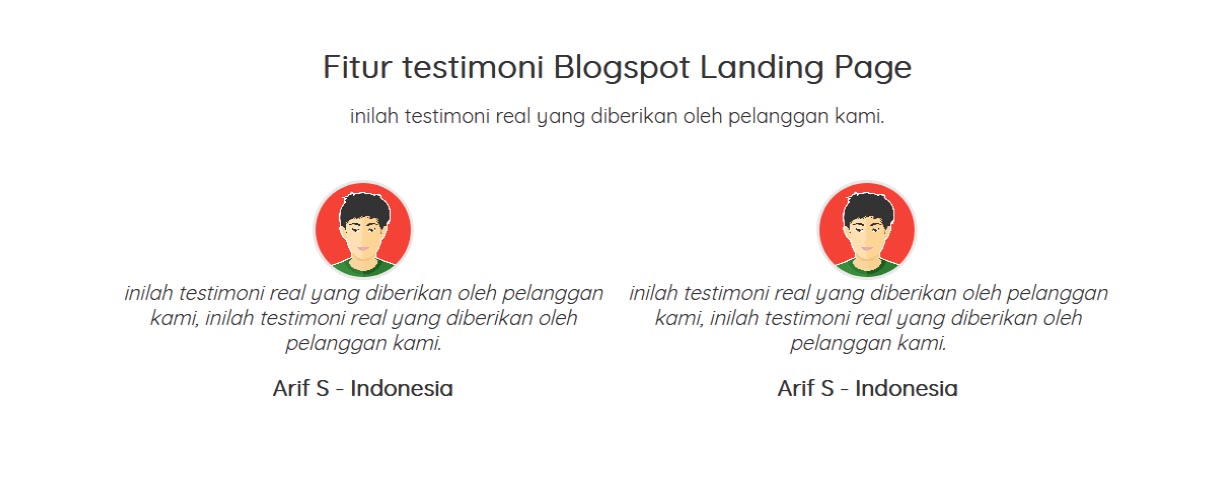 Fitur testimoni Blogspot Landing Page
inilah testimoni real yang diberikan oleh pelanggan kami.
inilah testimoni real yang diberikan oleh pelanggan
kami, inilah testimoni real yang diberikan oleh
pelanggan kami.
Arif S - Indonesia
inilah testimoni real yang diberikan oleh pelanggan
kami, inilah testimoni real yang diberikan oleh
pelanggan kami.
Arif S - Indonesia